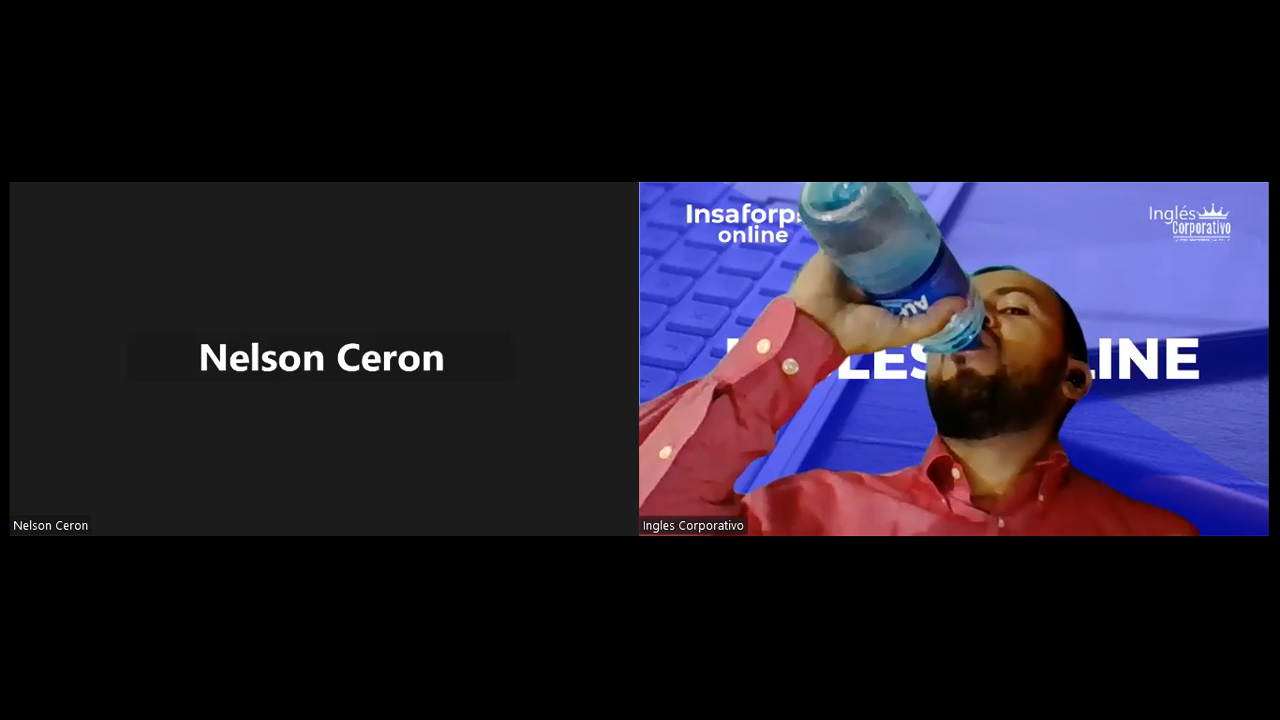 Nelson Ceron
Nelson Ceron
Insaforp
online
Inglés
Corporativo
LINE
Ingles Corporativo